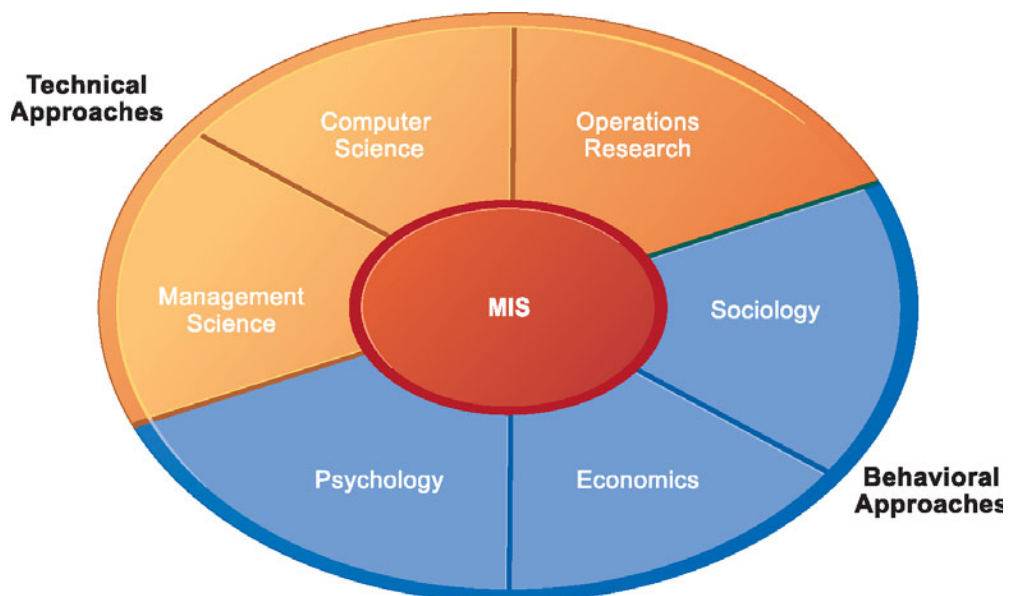 Technical
Approaches
Computer
Science
Operations
Research
Management
Science
MIS
Sociology
Psychology
Economics
Behavioral
Approaches